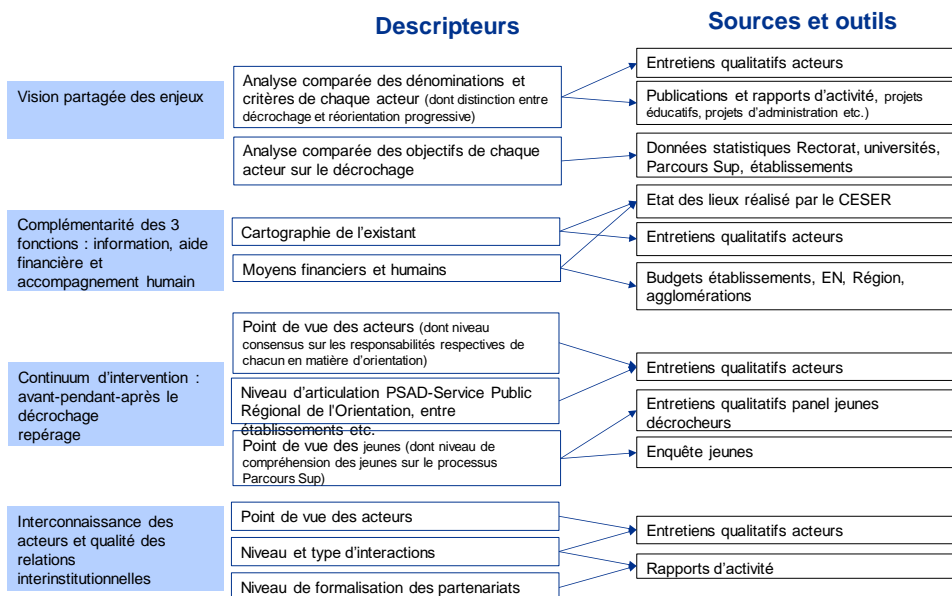 Descripteurs
Sources et outils
Vision partagée des enjeux
Analyse comparée des dénominations et
critères de chaque acteur (dont distinction entre
décrochage et réorientation progressive)
Analyse comparée des objectifs de chaque
acteur sur le décrochage
Entretiens qualitatifs acteurs
Publications et rapports d'activité, projets
éducatifs, projets d'administration etc.)
Données statistiques Rectorat, universités,
Parcours Sup, établissements
Complémentarité des 3
fonctions : information, aide
financière et
accompagnement humain
Cartographie de l'existant
Moyens financiers et humains
Etat des lieux réalisé par le CESER
Entretiens qualitatifs acteurs
Budgets établissements, EN, Région,
agglomérations
Continuum d'intervention :
avant-pendant-après le
décrochage
repérage
Point de vue des acteurs (dont niveau
consensus sur les responsabilités respectives de
chacun en matière d'orientation)
Niveau d'articulation PSAD-Service Public
Régional de l'Orientation, entre
établissements etc.
Point de vue des jeunes (dont niveau de
compréhension des jeunes sur le processus
Parcours Sup)
Entretiens qualitatifs acteurs
Entretiens qualitatifs panel jeunes
décrocheurs
Enquête jeunes
Interconnaissance des
acteurs et qualité des
relations
interinstitutionnelles
Point de vue des acteurs
Niveau et type d'interactions
Niveau de formalisation des partenariats
Entretiens qualitatifs acteurs
Rapports d'activité